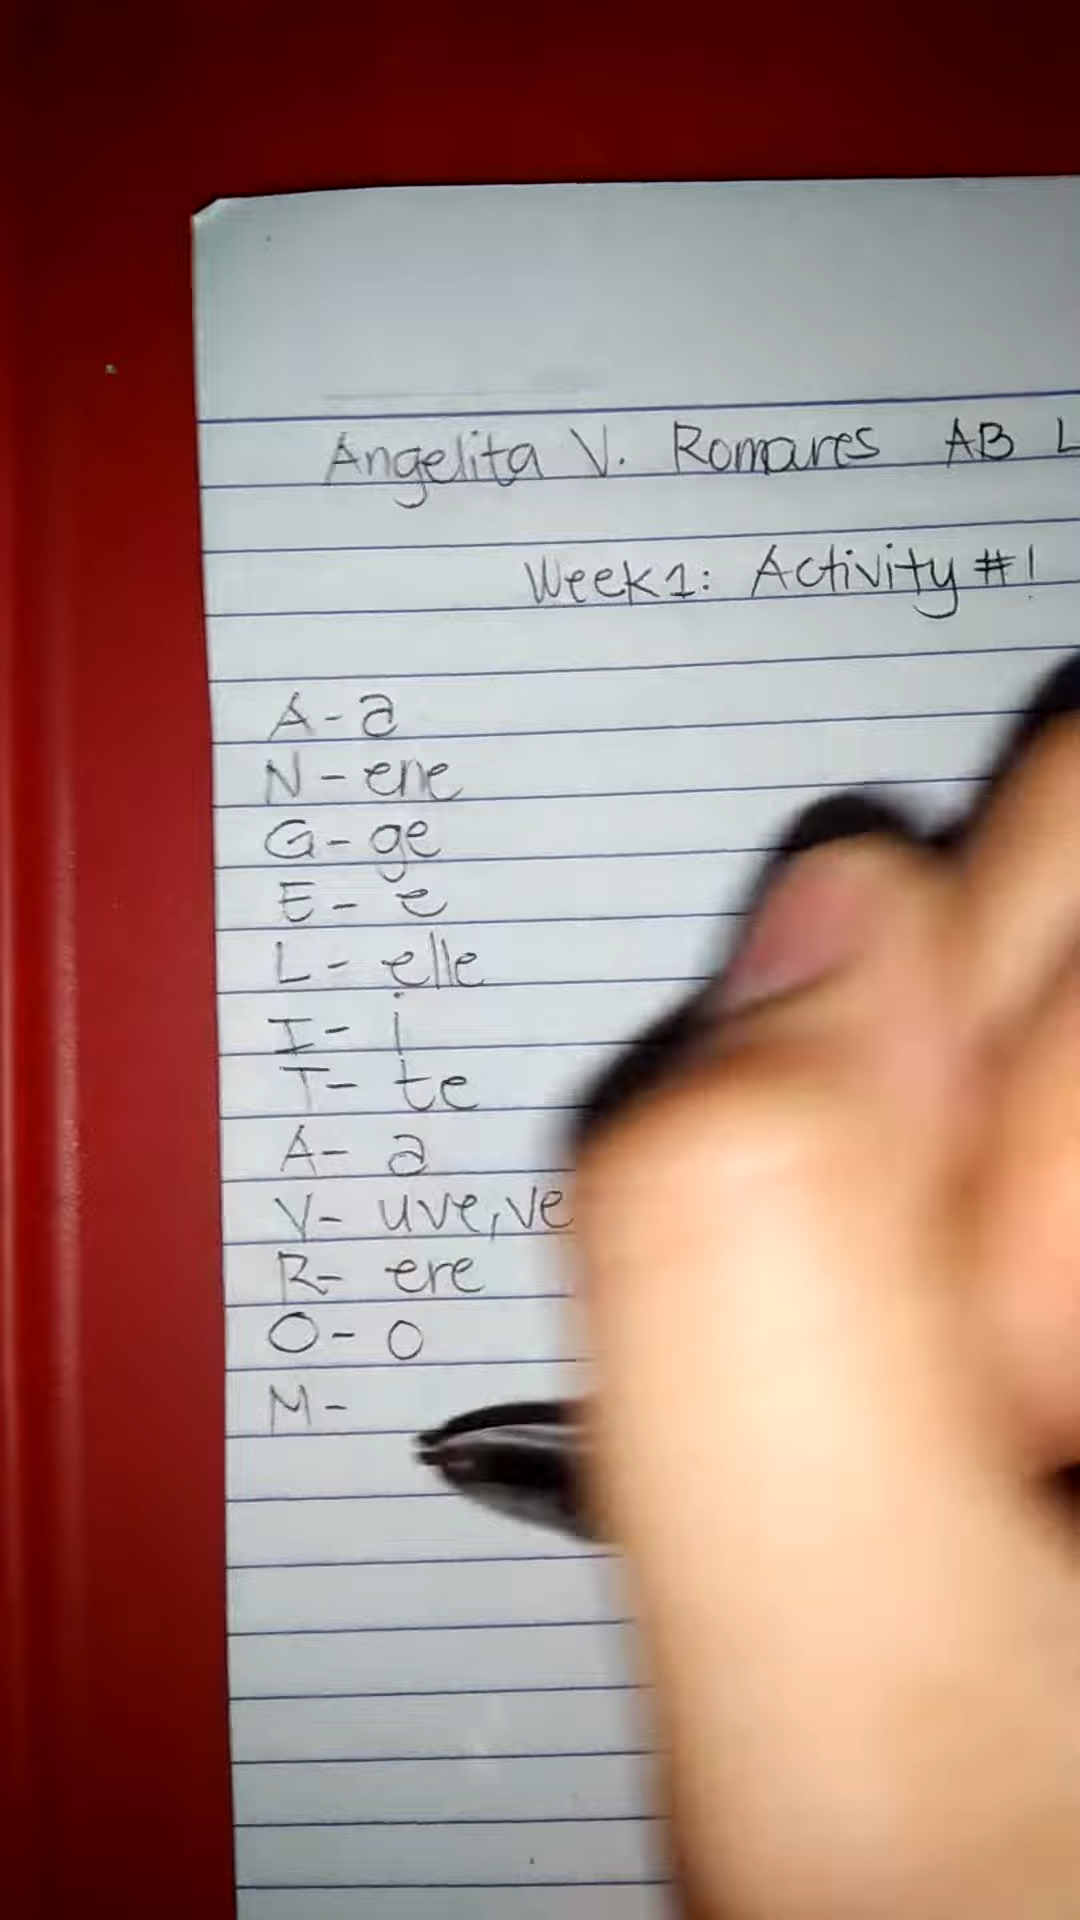 Angelita V. Romares AB L
Week 1: Activity #1
A - a
N - ene
G - ge
E - e
L - elle
I - i
T - te
A - a
V - uve, ve
R - ere
O - o
M -